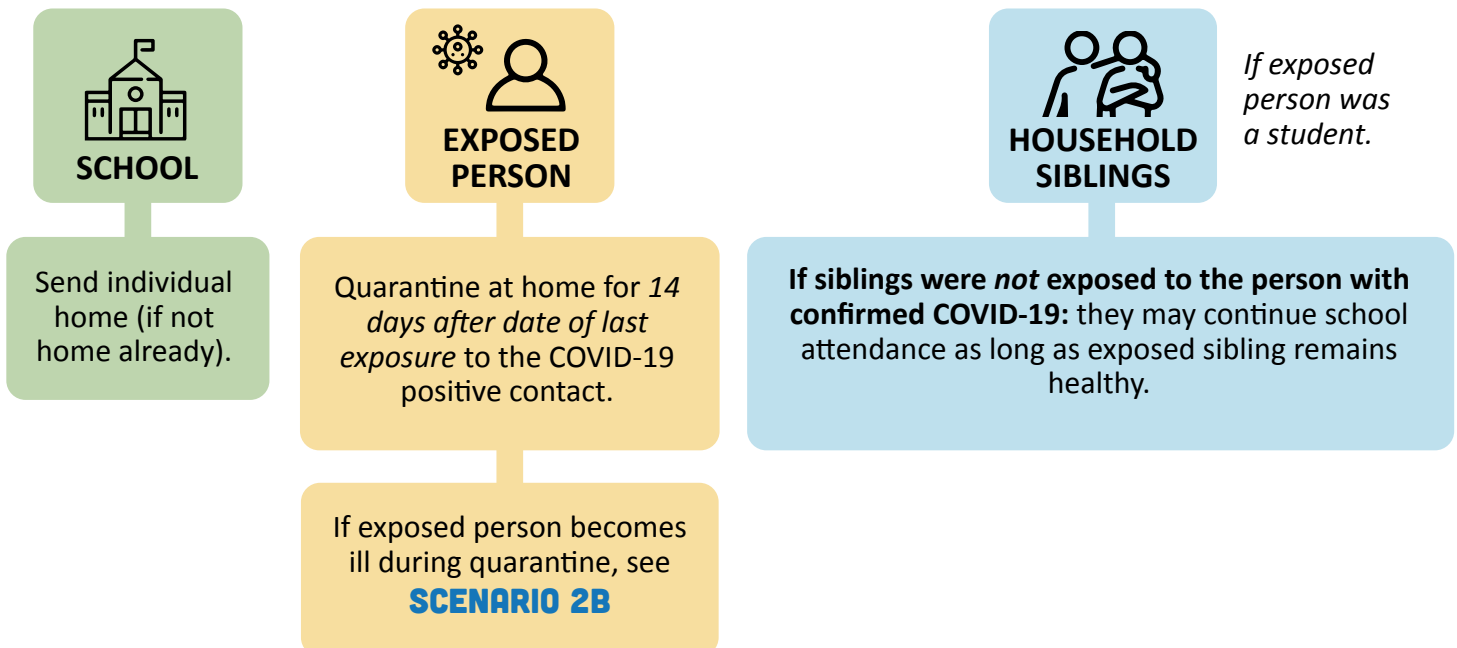 SCHOOL
Send individual
home (if not
home already).
EXPOSED
PERSON
Quarantine at home for 14
days after date of last
exposure to the COVID-19
positive contact.
If exposed person becomes
ill during quarantine, see
SCENARIO 2B
HOUSEHOLD
SIBLINGS
If exposed
person was
a student.
If siblings were not exposed to the person with
confirmed COVID-19: they may continue school
attendance as long as exposed sibling remains
healthy.